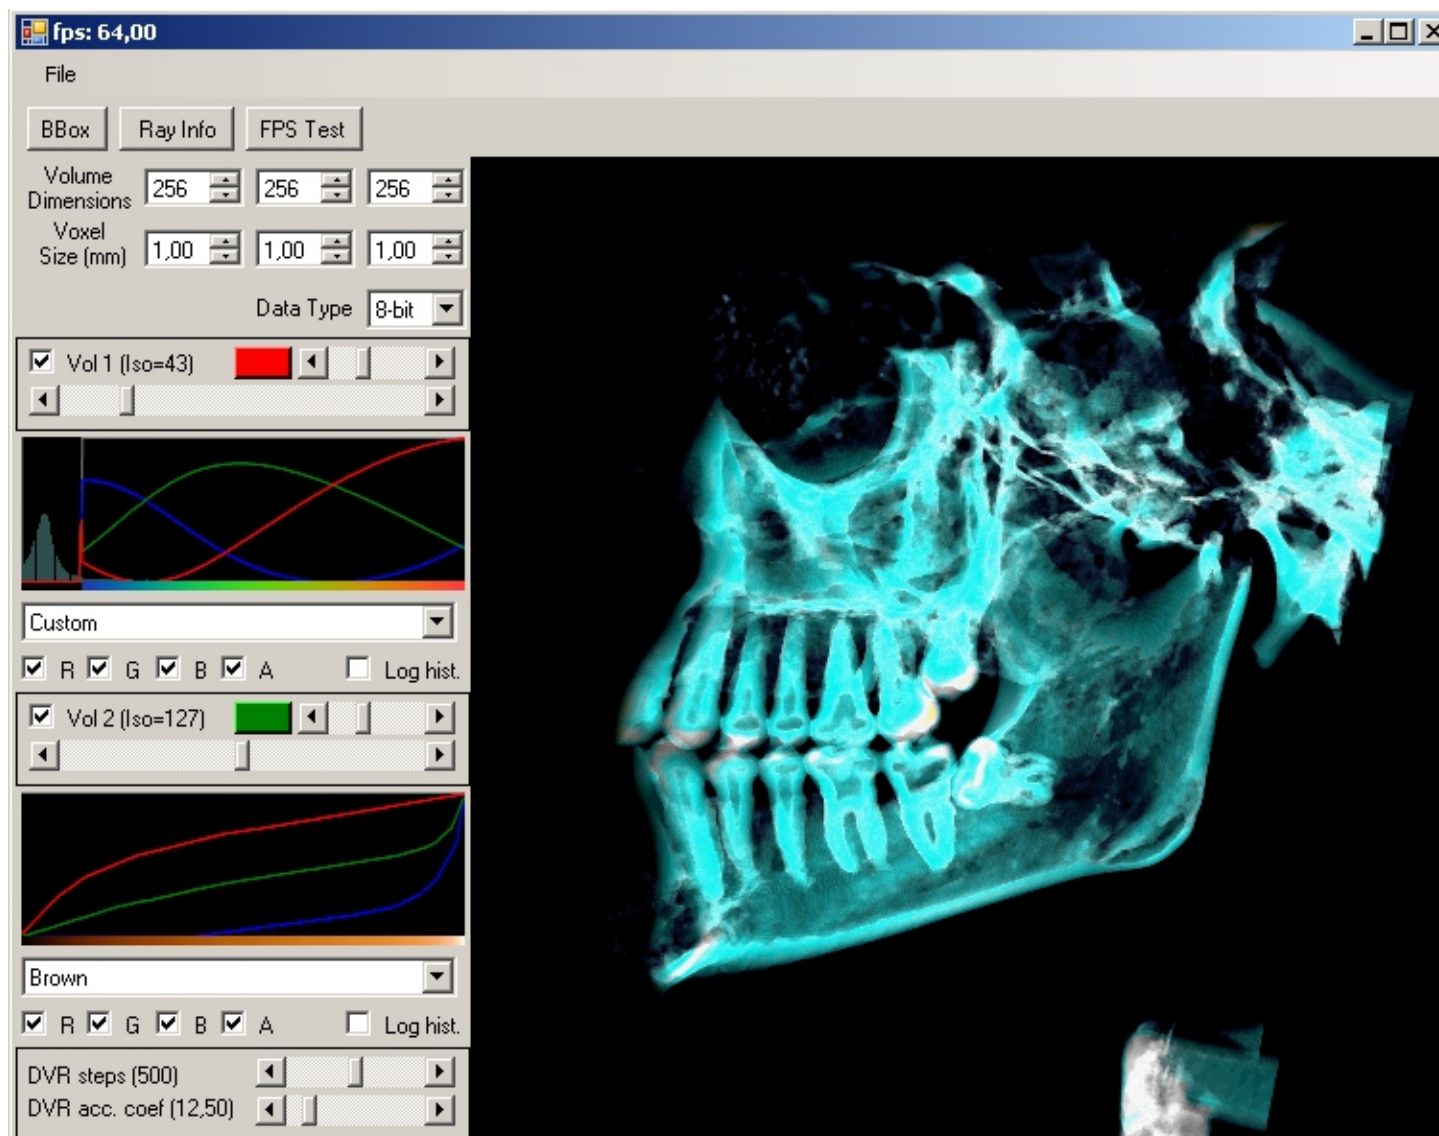 fps: 64,00
File
BBox Ray Info FPS Test
Volume
Dimensions 256 256 256
Voxel
Size (mm) 1,00 1,00 1,00
Data Type 8-bit
Vol 1 (Iso=43)
Custom
R G B A Log hist.
Vol 2 (Iso=127)
Brown
R G B A Log hist.
DVR steps (500)
DVR acc. coef (12,50)